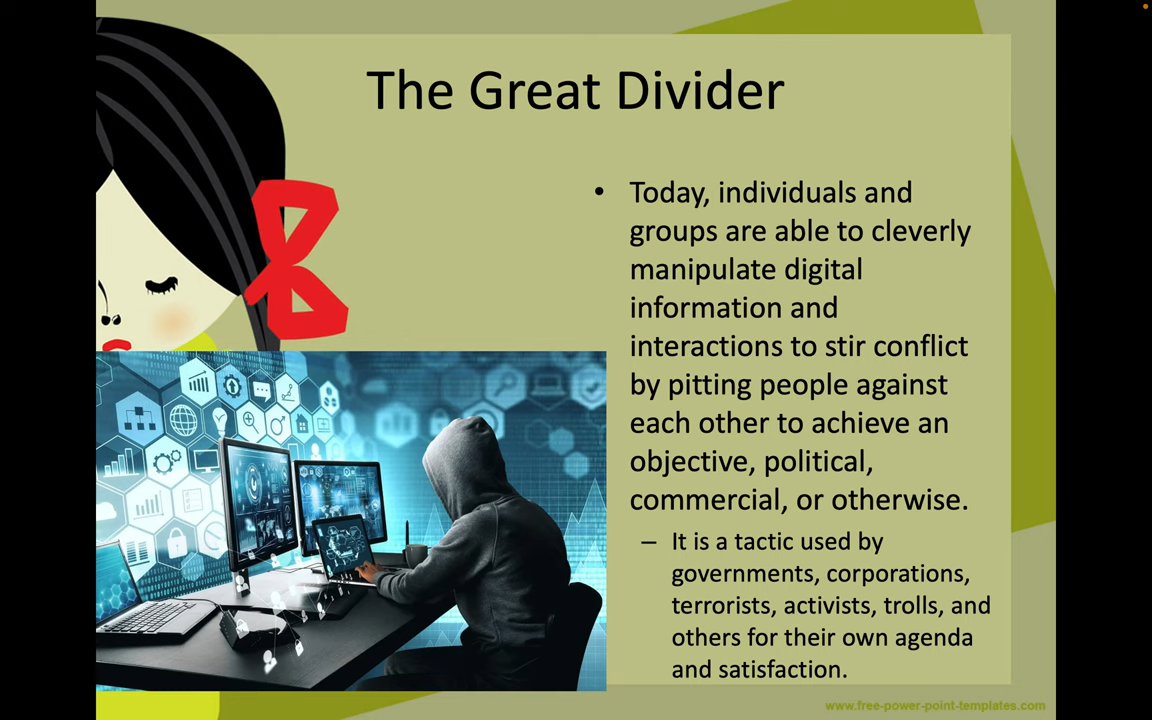 The Great Divider
• Today, individuals and
groups are able to cleverly
manipulate digital
information and
interactions to stir conflict
by pitting people against
each other to achieve an
objective, political,
commercial, or otherwise.
– It is a tactic used by
governments, corporations,
terrorists, activists, trolls, and
others for their own agenda
and satisfaction.
www.free-power-point-templates.com